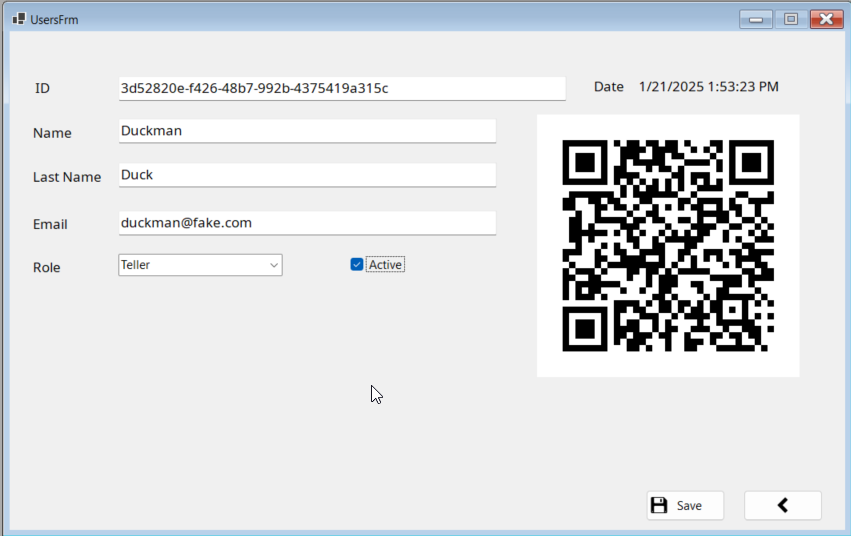 UsersFrm
ID 3d52820e-f426-48b7-992b-4375419a315c Date 1/21/2025 1:53:23 PM
Name Duckman
Last Name Duck
Email duckman@fake.com
Role Teller Active
Save